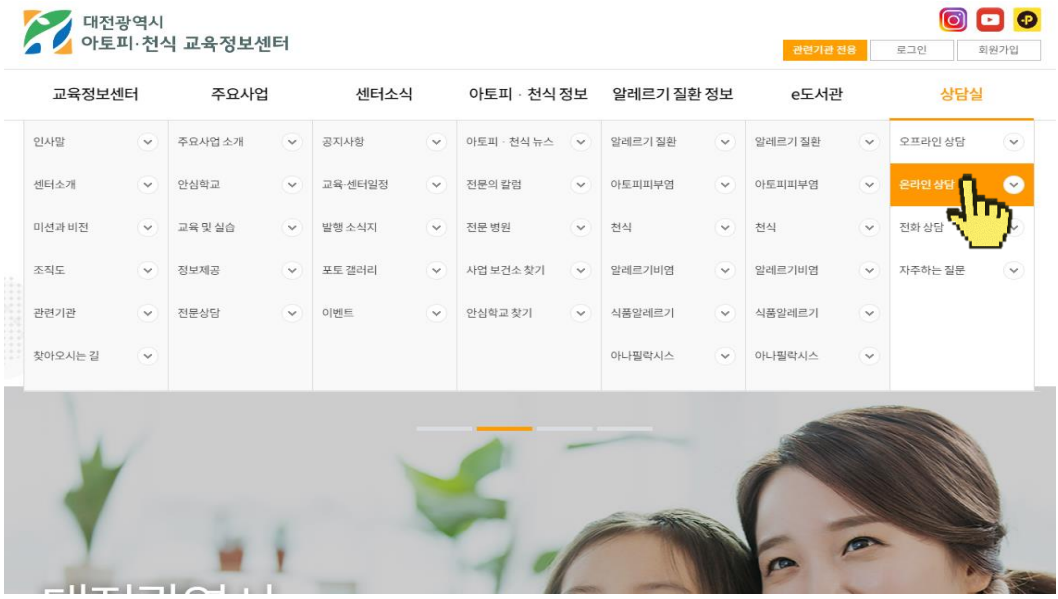 대전광역시
아토피·천식 교육정보센터
관련기관 전용 로그인 회원가입
교육정보센터 주요사업 센터소식 아토피 · 천식 정보 알레르기 질환 정보 e도서관 상담실
인사말 주요사업 소개 공지사항 아토피 · 천식 뉴스 알레르기 질환 알레르기 질환 오프라인 상담
센터소개 안심학교 교육·센터일정 전문의 칼럼 아토피피부염 아토피피부염 온라인 상담
미션과 비전 교육 및 실습 발행 소식지 전문 병원 천식 천식 전화 상담
조직도 정보제공 포토 갤러리 사업 보건소 찾기 알레르기비염 알레르기비염 자주하는 질문
관련기관 전문상담 이벤트 안심학교 찾기 식품알레르기 식품알레르기
찾아오시는 길 아나필락시스 아나필락시스